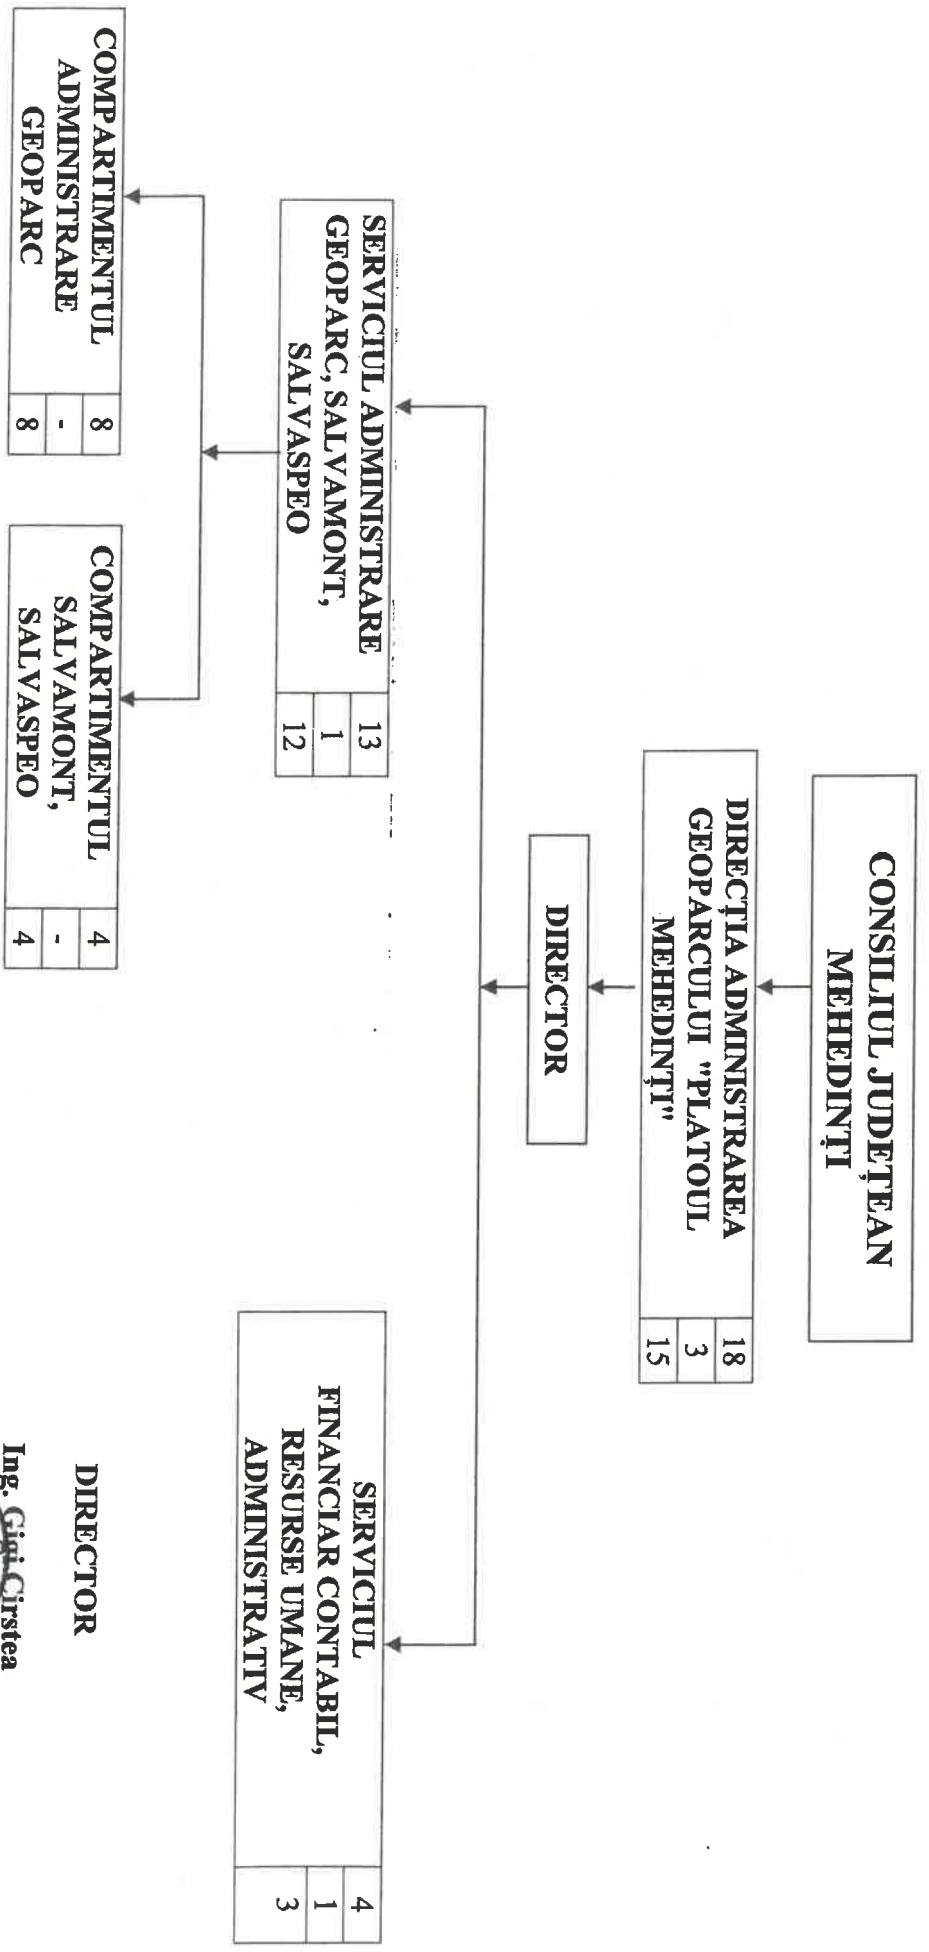 CONSILIUL JUDEȚEAN
MEHEDINȚI
DIRECȚIA ADMINISTRAREA
GEOPARCULUI "PLATOUL
MEHEDINȚI"
18
3
15
DIRECTOR
SERVICIUL ADMINISTRARE
GEOPARC, SALVAMONT,
SALVASPEO
13
1
12
SERVICIUL
FINANCIAR CONTABIL,
RESURSE UMANE,
ADMINISTRATIV
4
1
3
COMPARTIMENTUL
ADMINISTRARE
GEOPARC
8
-
8
COMPARTIMENTUL
SALVAMONT,
SALVASPEO
4
-
4
DIRECTOR
Ing. Gigi Cirstea